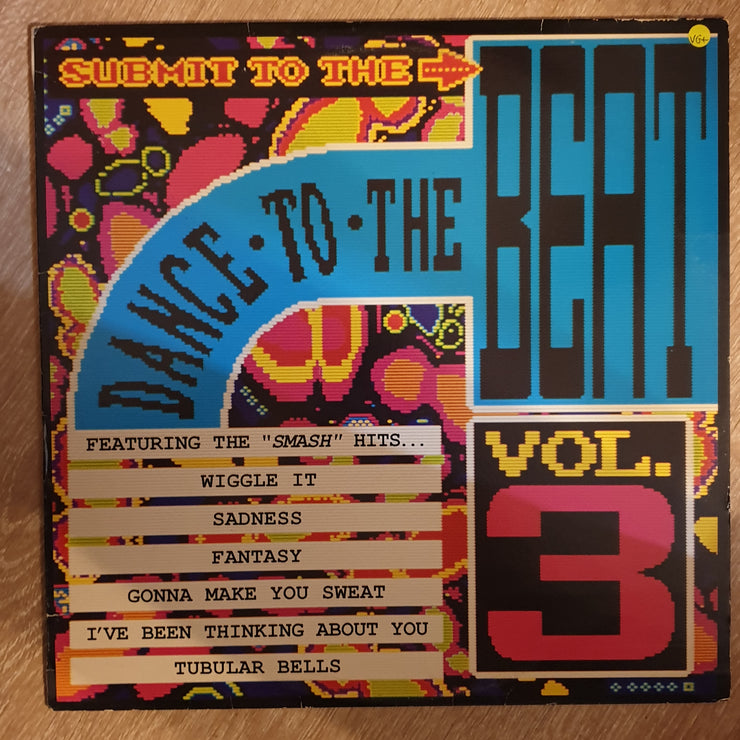 VG+
SUBMIT TO THE
BEAT
DANCE • TO • THE
FEATURING THE "SMASH" HITS...
WIGGLE IT
SADNESS
FANTASY
GONNA MAKE YOU SWEAT
I'VE BEEN THINKING ABOUT YOU
TUBULAR BELLS
VOL.
3